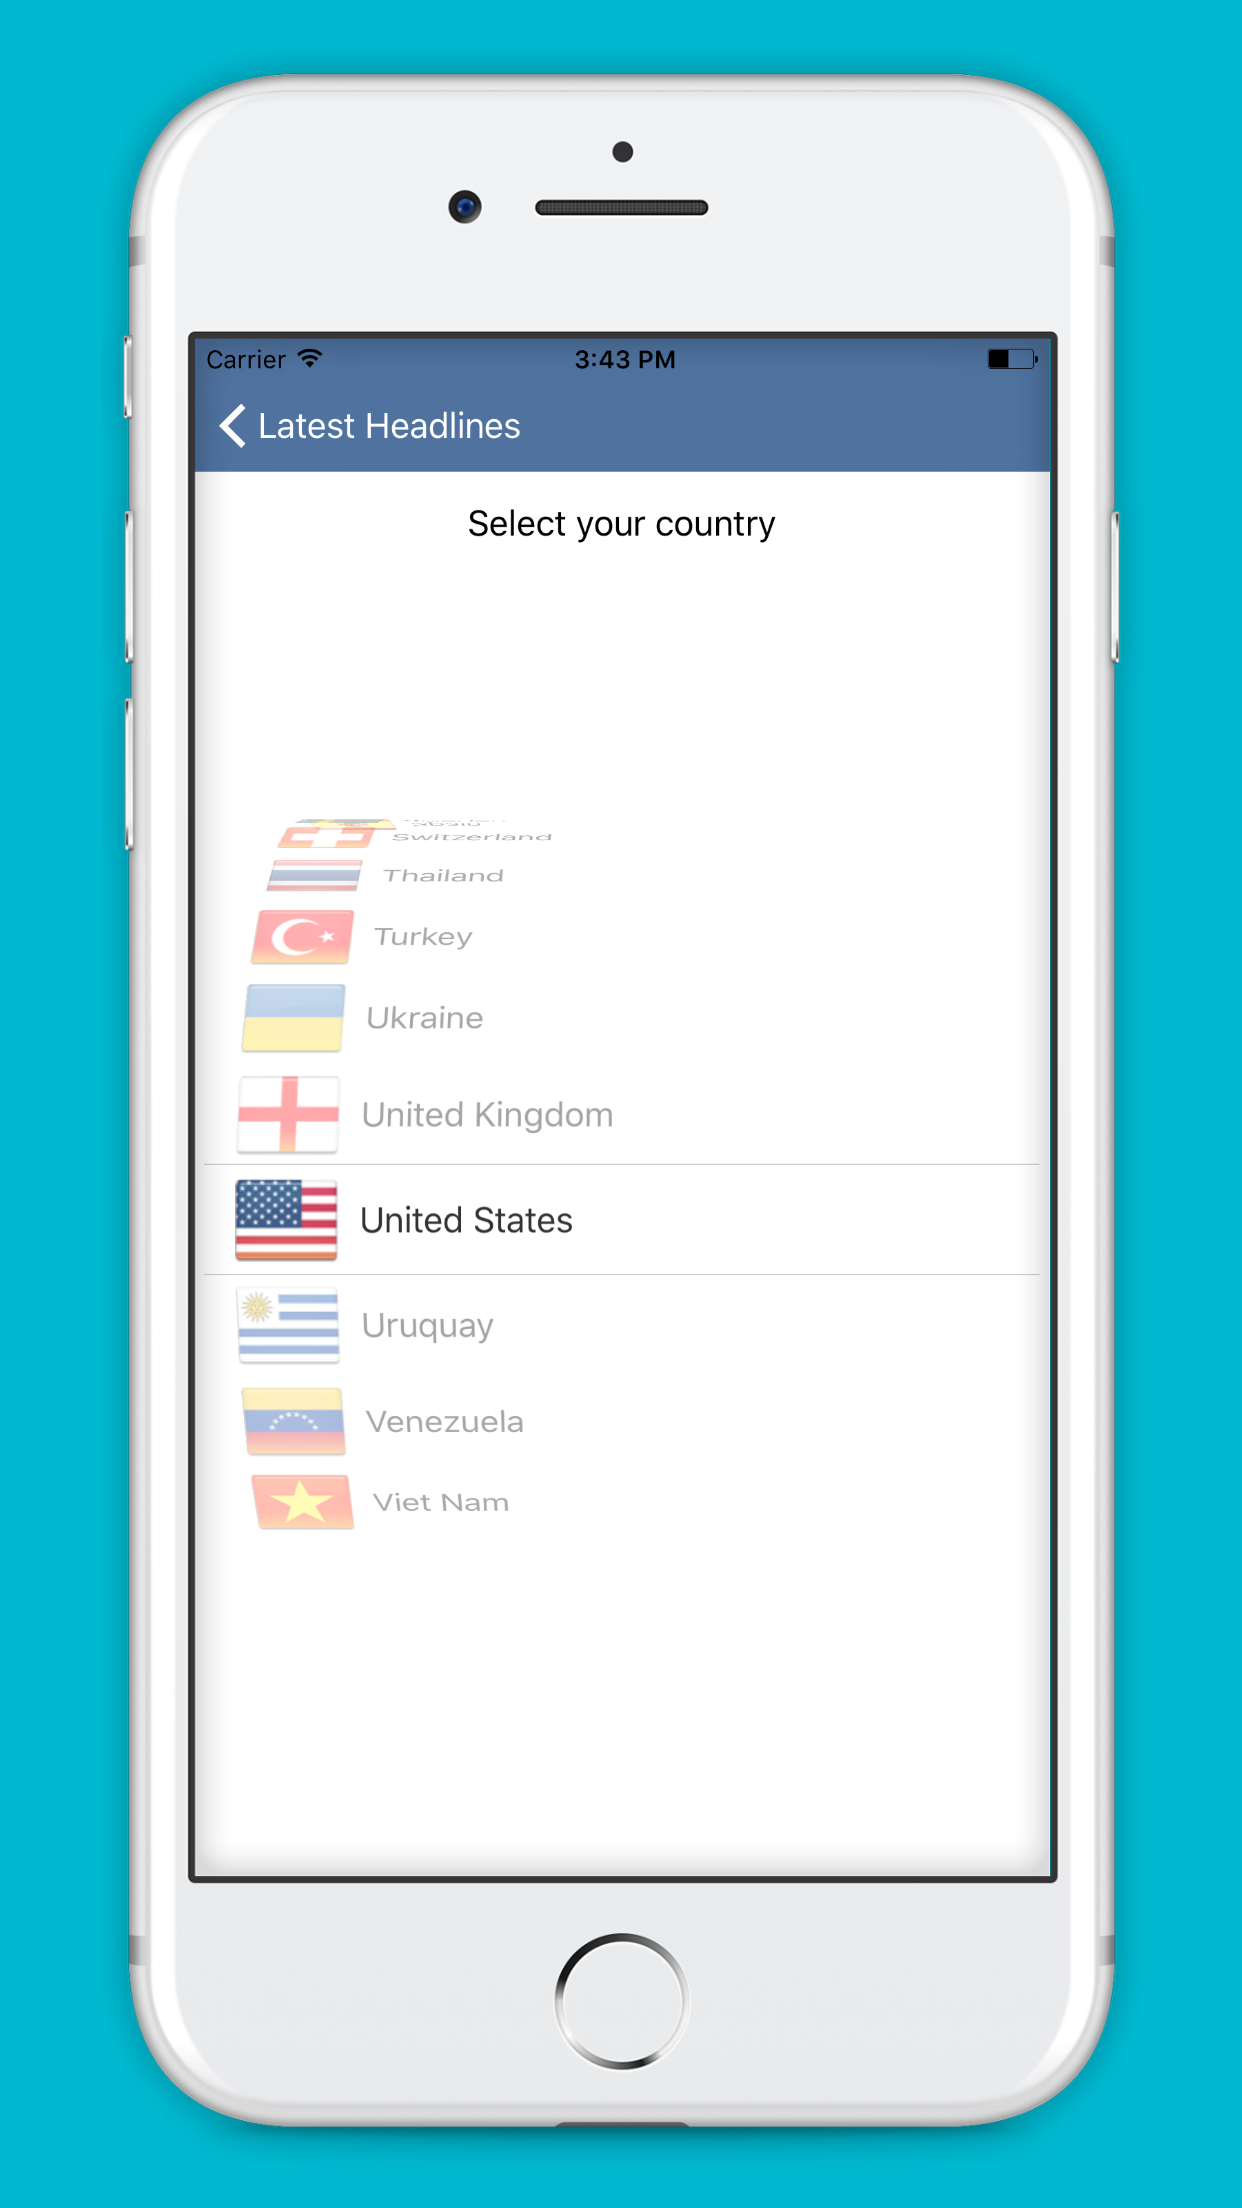 Carrier
3:43 PM
Latest Headlines
Select your country
Switzerland
Thailand
Turkey
Ukraine
United Kingdom
United States
Uruquay
Venezuela
Viet Nam